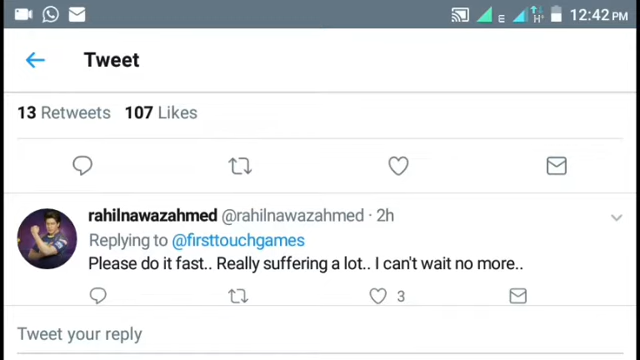 E H 12:42 PM
Tweet
13 Retweets 107 Likes
rahilnawazahmed @rahilnawazahmed · 2h
Replying to @firsttouchgames
Please do it fast.. Really suffering a lot.. I can't wait no more..
3
Tweet your reply